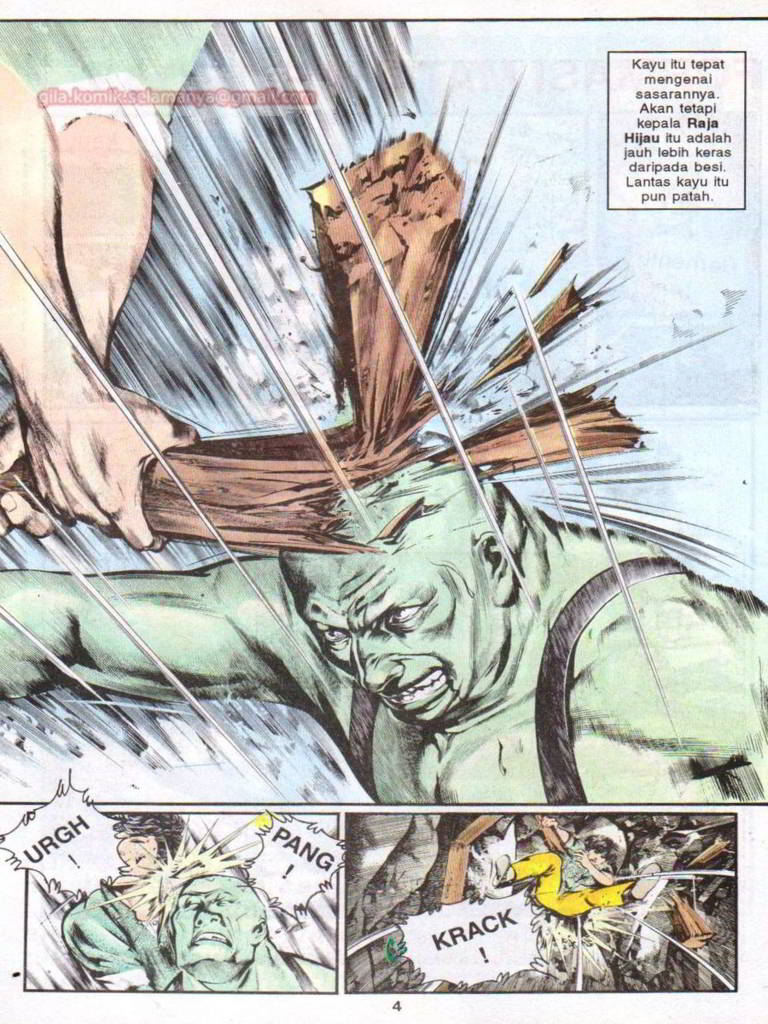 gila.komik.selamanya@gmail.com
Kayu itu tepat
mengenai
sasarannya.
Akan tetapi
kepala Raja
Hijau itu adalah
jauh lebih keras
daripada besi.
Lantas kayu itu
pun patah.
URGH
!
PANG
!
KRACK
!
4